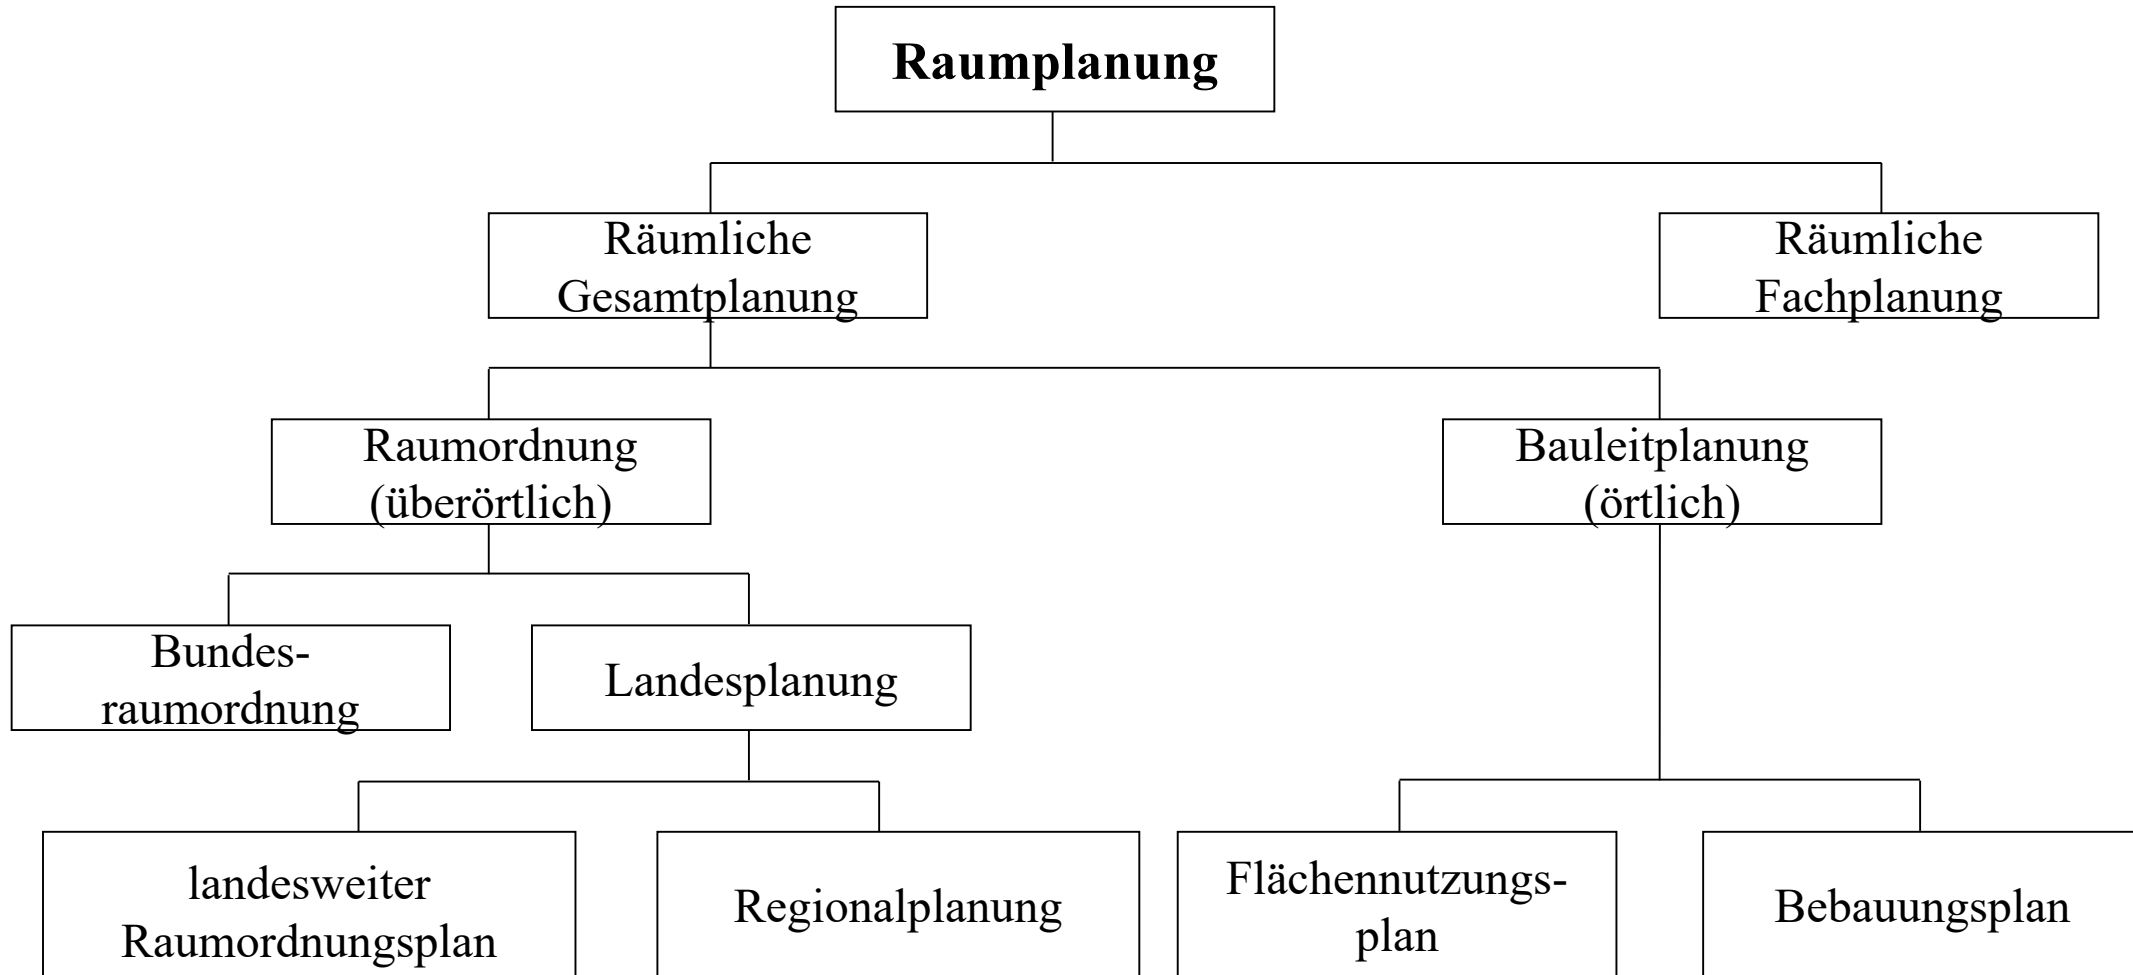 Raumplanung
Räumliche
Gesamtplanung
Räumliche
Fachplanung
Raumordnung
(überörtlich)
Bauleitplanung
(örtlich)
Bundes-
raumordnung
Landesplanung
landesweiter
Raumordnungsplan
Regionalplanung
Flächennutzungs-
plan
Bebauungsplan